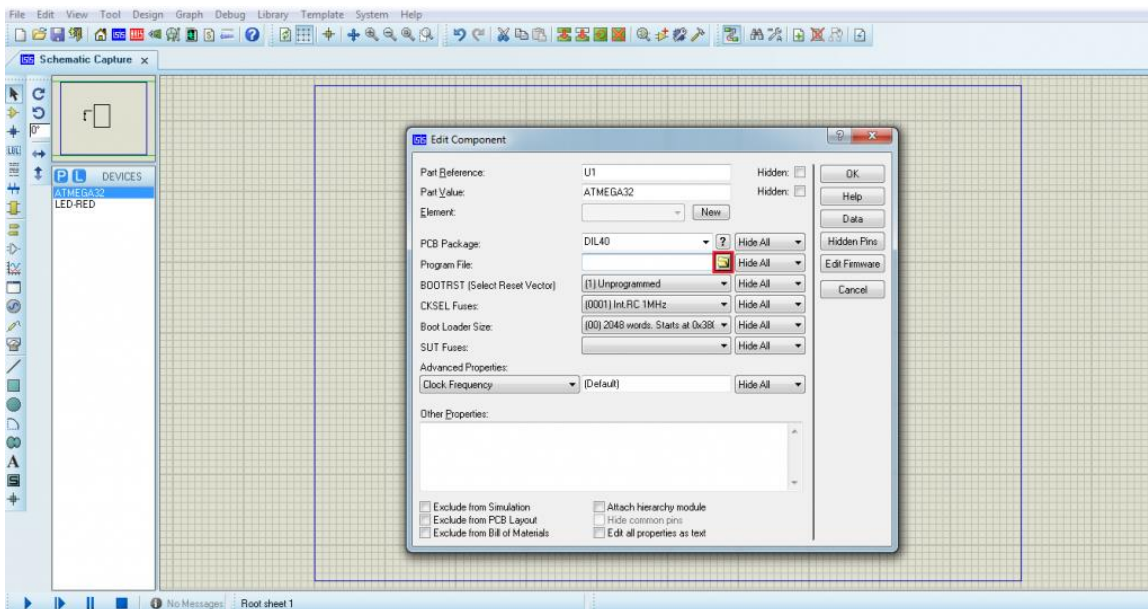 File Edit View Tool Design Graph Debug Library Template System Help
Schematic Capture x
0°
P L DEVICES
ATMEGA32
LED-RED
Edit Component
Part Reference: U1 Hidden:
Part Value: ATMEGA32 Hidden:
Element: New
PCB Package: DIL40 ? Hide All
Program File: Hide All
BOOTRST (Select Reset Vector) (1) Unprogrammed Hide All
CKSEL Fuses: (0001) Int.RC 1MHz Hide All
Boot Loader Size: (00) 2048 words. Starts at 0x38( Hide All
SUT Fuses: Hide All
Advanced Properties:
Clock Frequency (Default) Hide All
Other Properties:
Exclude from Simulation Attach hierarchy module
Exclude from PCB Layout Hide common pins
Exclude from Bill of Materials Edit all properties as text
OK
Help
Data
Hidden Pins
Edit Firmware
Cancel
No Messages Root sheet 1